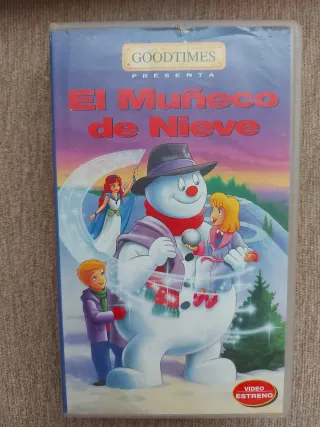 GOODTIMES
PRESENTA
El Muñeco
de Nieve
VIDEO
ESTRENO